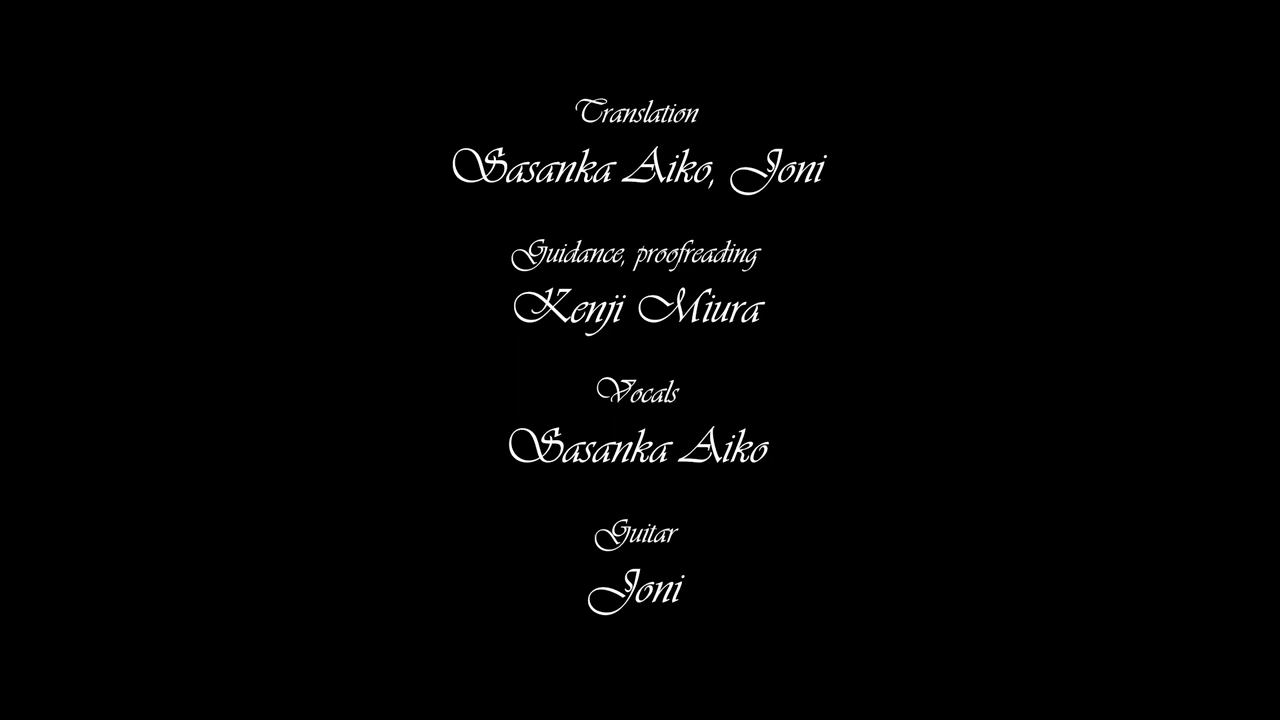 Translation
Sasanka Aiko, Joni
Guidance, proofreading
Kenji Miura
Vocals
Sasanka Aiko
Guitar
Joni